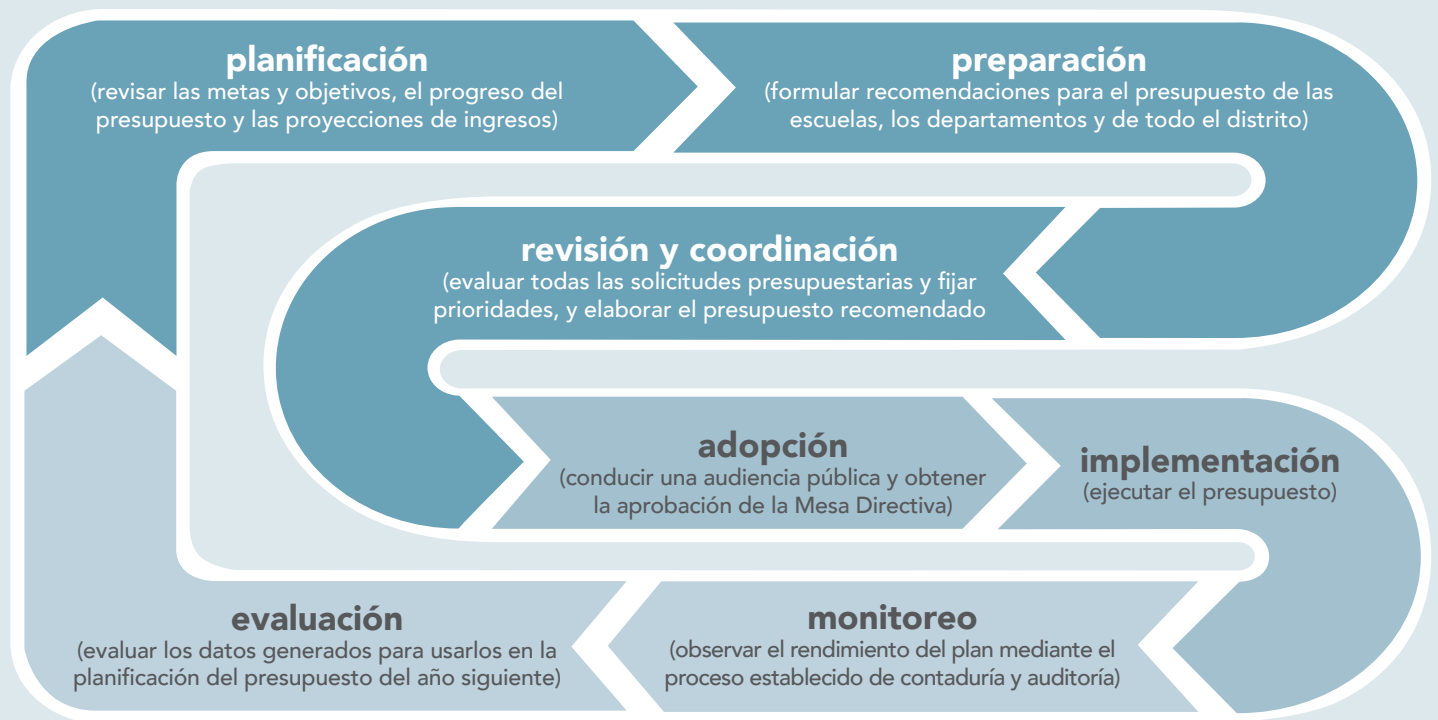 planificación
(revisar las metas y objetivos, el progreso del
presupuesto y las proyecciones de ingresos)
preparación
(formular recomendaciones para el presupuesto de las
escuelas, los departamentos y de todo el distrito)
revisión y coordinación
(evaluar todas las solicitudes presupuestarias y fijar
prioridades, y elaborar el presupuesto recomendado
adopción
(conducir una audiencia pública y obtener
la aprobación de la Mesa Directiva)
implementación
(ejecutar el presupuesto)
monitoreo
(observar el rendimiento del plan mediante el
proceso establecido de contaduría y auditoría)
evaluación
(evaluar los datos generados para usarlos en la
planificación del presupuesto del año siguiente)